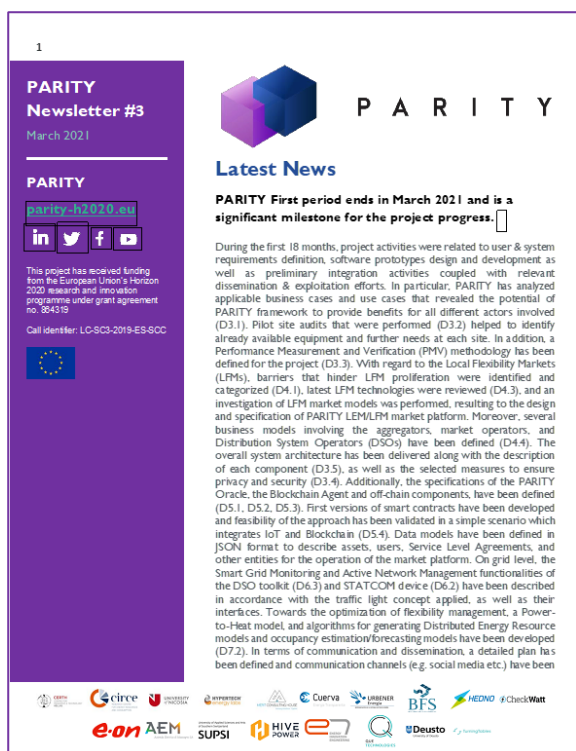 1
PARITY
Newsletter #3
March 2021
PARITY
parity-h2020.eu
in
f
This project has received funding
from the European Union's Horizon
2020 research and innovation
programme under grant agreement
no. 864319
Call identifier: LC-SC3-2019-ES-SCC
PARITY
Latest News
PARITY First period ends in March 2021 and is a
significant milestone for the project progress.
During the first 18 months, project activities were related to user & system
requirements definition, software prototypes design and development as
well as preliminary integration activities coupled with relevant
dissemination & exploitation efforts. In particular, PARITY has analyzed
applicable business cases and use cases that revealed the potential of
PARITY framework to provide benefits for all different actors involved
(D3.1). Pilot site audits that were performed (D3.2) helped to identify
already available equipment and further needs at each site. In addition, a
Performance Measurement and Verification (PMV) methodology has been
defined for the project (D3.3). With regard to the Local Flexibility Markets
(LFMs), barriers that hinder LFM proliferation were identified and
categorized (D4.1), latest LFM technologies were reviewed (D4.3), and an
investigation of LFM market models was performed, resulting to the design
and specification of PARITY LEM/LFM market platform. Moreover, several
business models involving the aggregators, market operators, and
Distribution System Operators (DSOs) have been defined (D4.4). The
overall system architecture has been delivered along with the description
of each component (D3.5), as well as the selected measures to ensure
privacy and security (D3.4). Additionally, the specifications of the PARITY
Oracle, the Blockchain Agent and off-chain components, have been defined
(D5.1, D5.2, D5.3). First versions of smart contracts have been developed
and feasibility of the approach has been validated in a simple scenario which
integrates IoT and Blockchain (D5.4). Data models have been defined in
JSON format to describe assets, users, Service Level Agreements, and
other entities for the operation of the market platform. On grid level, the
Smart Grid Monitoring and Active Network Management functionalities of
the DSO toolkit (D6.3) and STATCOM device (D6.2) have been described
in accordance with the traffic light concept applied, as well as their
interfaces. Towards the optimization of flexibility management, a Power-
to-Heat model, and algorithms for generating Distributed Energy Resource
models and occupancy estimation/forecasting models have been developed
(D7.2). In terms of communication and dissemination, a detailed plan has
been defined and communication channels (e.g. social media etc.) have been
CERTH
circe
UNIVERSITY
of NICOSIA
HYPERTECH
Cuerva
URBENER
Energía
BFS
HEDNO
CheckWatt
e·on
AEM
SUPSI
HIVE
POWER
Deusto